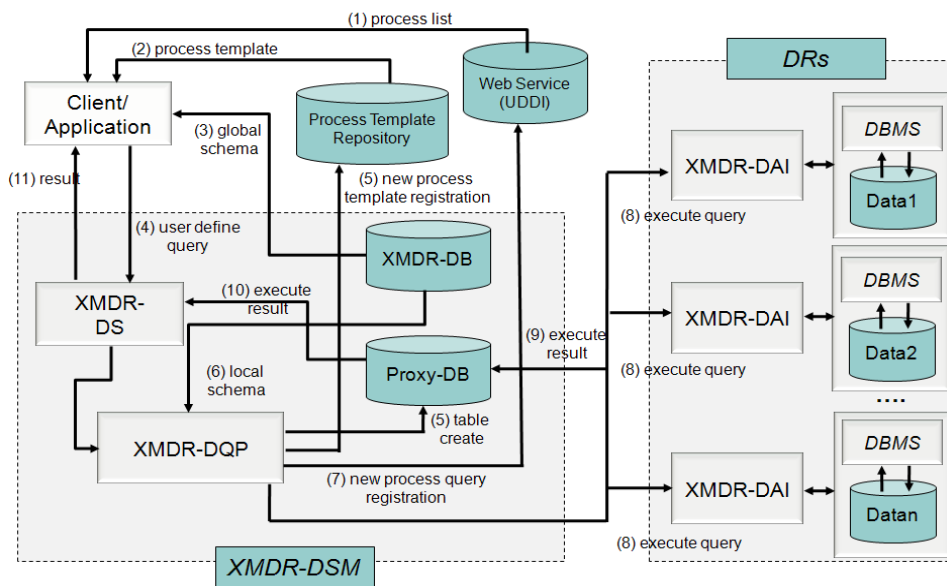 (1) process list
(2) process template
DRs
Client/
Application
Web Service
(UDDI)
Process Template
Repository
(3) global
schema
DBMS
XMDR-DAI
Data1
(11) result
(5) new process
template registration
(4) user define
query
(8) execute query
XMDR-DB
XMDR-
DS
(10) execute
result
DBMS
XMDR-DAI
Data2
(9) execute
result
(6) local
schema
Proxy-DB
(8) execute query
....
(5) table
create
XMDR-DQP
DBMS
(7) new process query
registration
XMDR-DAI
Datan
(8) execute query
XMDR-DSM